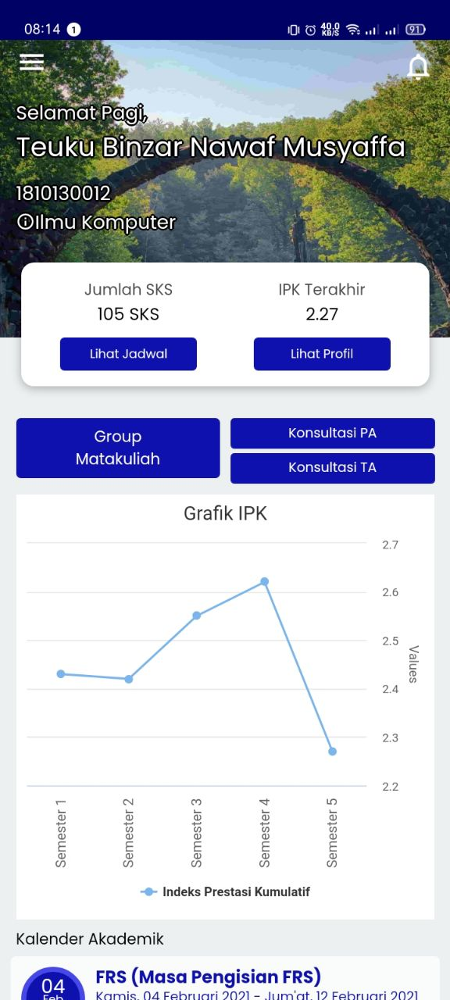 08:14 1 40.0 KB/S 91
Selamat Pagi,
Teuku Binzar Nawaf Musyaffa
1810130012
Ilmu Komputer
Jumlah SKS IPK Terakhir
105 SKS 2.27
Lihat Jadwal Lihat Profil
Group
Matakuliah
Konsultasi PA
Konsultasi TA
Grafik IPK
2.7
2.6
2.5
2.4
2.3
2.2
Values
Semester 1
Semester 2
Semester 3
Semester 4
Semester 5
Indeks Prestasi Kumulatif
Kalender Akademik
04
Feb
FRS (Masa Pengisian FRS)
Kamis, 04 Februari 2021 - Jum'at, 12 Februari 2021